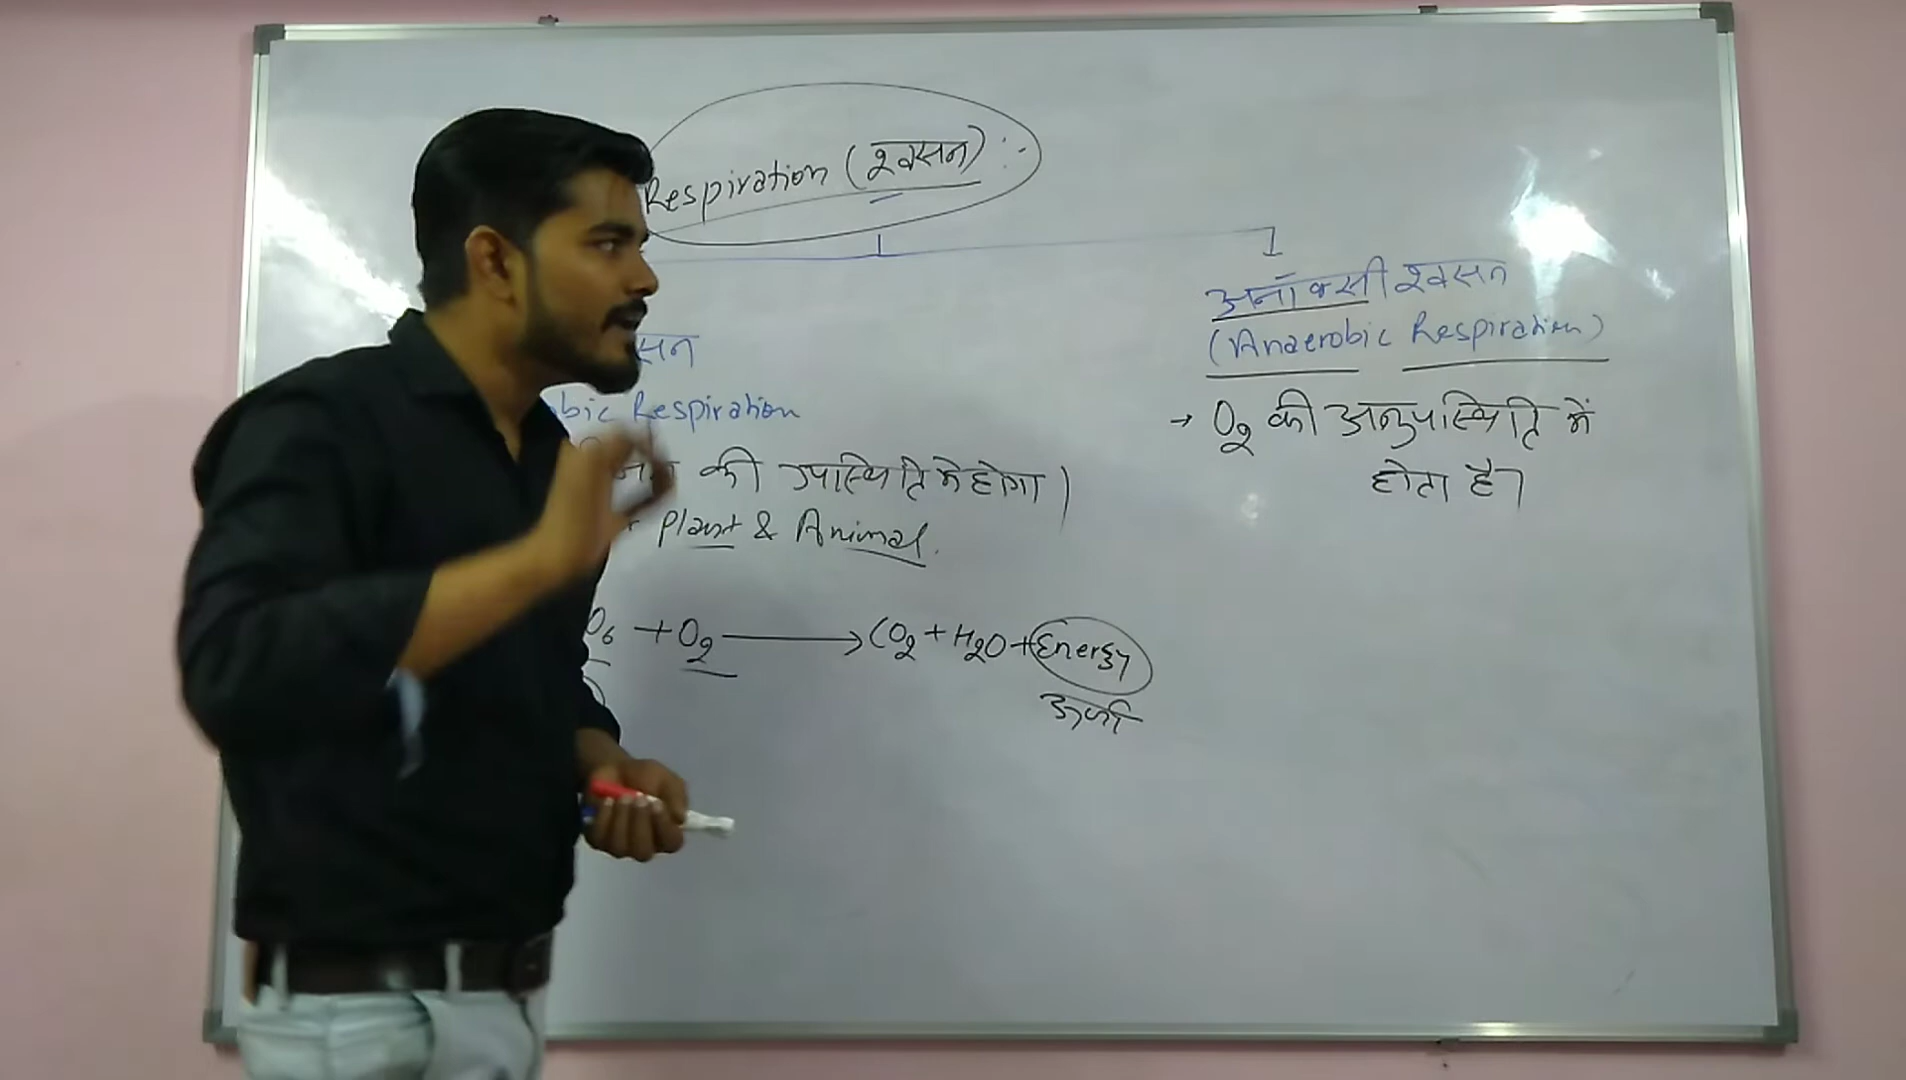 Respiration (श्वसन) :-
सन
bic Respiration
की उपस्थिति मे होगा।
Plant & Animal.
O6 + O2 → CO2 + H2O + Energy
ऊर्जा
अनॉक्सी श्वसन
(Anaerobic Respiration)
→ O2 की अनुपस्थिति में
होता है।